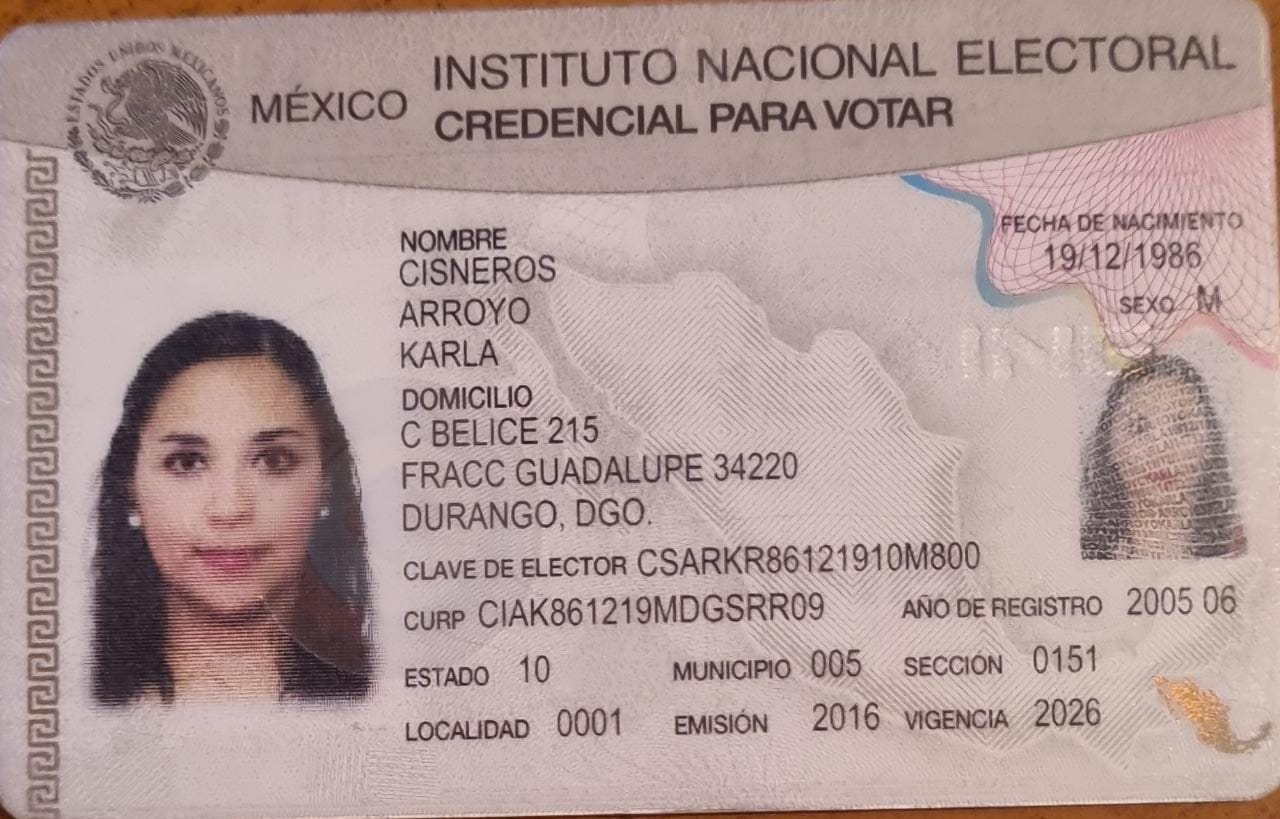 ESTADOS UNIDOS MEXICANOS
MÉXICO
INSTITUTO NACIONAL ELECTORAL
CREDENCIAL PARA VOTAR
FECHA DE NACIMIENTO
19/12/1986
SEXO M
NOMBRE
CISNEROS
ARROYO
KARLA
DOMICILIO
C BELICE 215
FRACC GUADALUPE 34220
DURANGO, DGO.
CLAVE DE ELECTOR CSARKR86121910M800
CURP CIAK861219MDGSRR09 AÑO DE REGISTRO 2005 06
ESTADO 10 MUNICIPIO 005 SECCIÓN 0151
LOCALIDAD 0001 EMISIÓN 2016 VIGENCIA 2026
INE